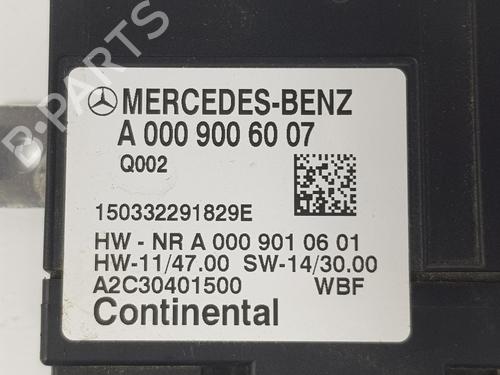 MERCEDES-BENZ
A 000 900 60 07
Q002
150332291829E
HW - NR A 000 901 06 01
HW-11/47.00 SW-14/30.00
A2C30401500 WBF
Continental
B-PARTS